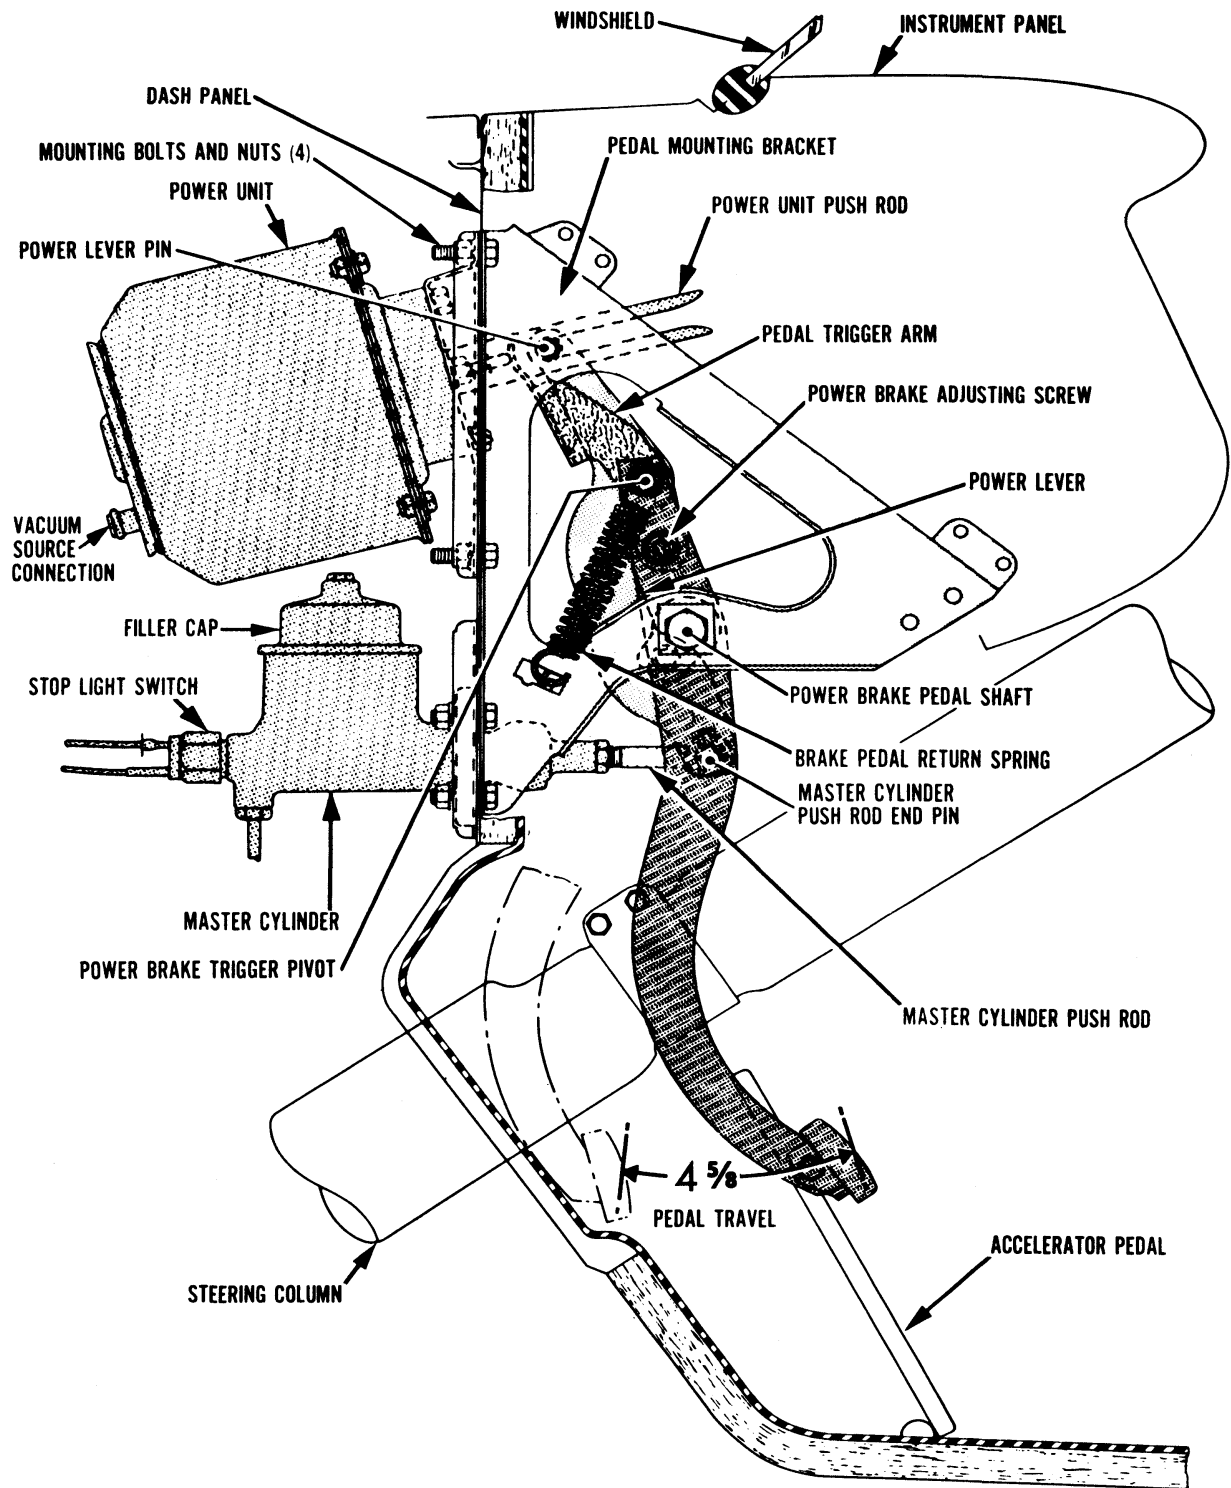 WINDSHIELD
INSTRUMENT PANEL
DASH PANEL
MOUNTING BOLTS AND NUTS (4)
PEDAL MOUNTING BRACKET
POWER UNIT
POWER UNIT PUSH ROD
POWER LEVER PIN
PEDAL TRIGGER ARM
POWER BRAKE ADJUSTING SCREW
POWER LEVER
VACUUM
SOURCE
CONNECTION
FILLER CAP
STOP LIGHT SWITCH
POWER BRAKE PEDAL SHAFT
BRAKE PEDAL RETURN SPRING
MASTER CYLINDER
PUSH ROD END PIN
MASTER CYLINDER
POWER BRAKE TRIGGER PIVOT
MASTER CYLINDER PUSH ROD
4 5/8
PEDAL TRAVEL
ACCELERATOR PEDAL
STEERING COLUMN